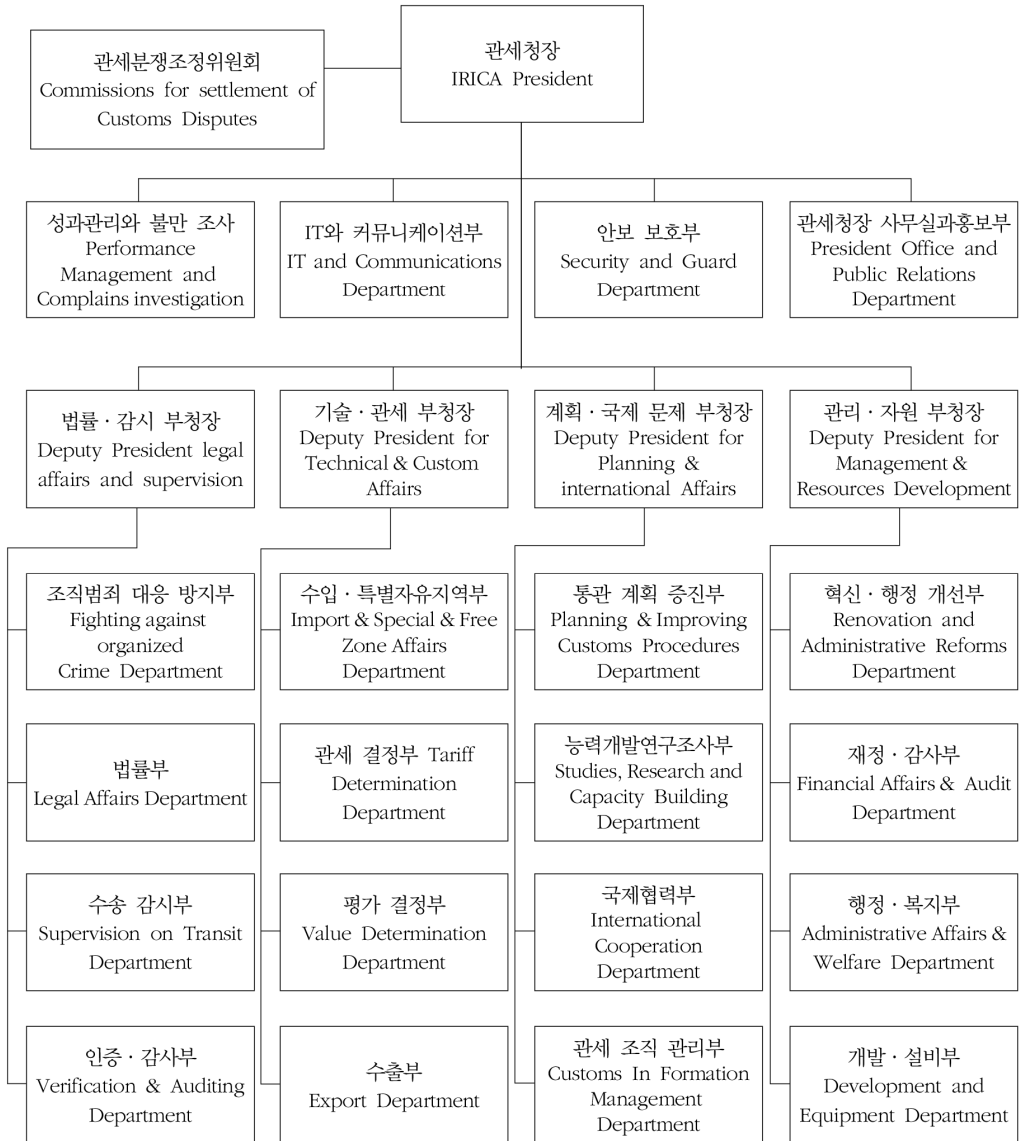 관세분쟁조정위원회
Commissions for settlement of
Customs Disputes
관세청장
IRICA President
성과관리와 불만 조사
Performance
Management and
Complains investigation
IT와 커뮤니케이션부
IT and Communications
Department
안보 보호부
Security and Guard
Department
관세청장 사무실과홍보부
President Office and
Public Relations
Department
법률·감시 부청장
Deputy President legal
affairs and supervision
기술·관세 부청장
Deputy President for
Technical & Custom
Affairs
계획·국제 문제 부청장
Deputy President for
Planning &
international Affairs
관리·자원 부청장
Deputy President for
Management &
Resources Development
조직범죄 대응 방지부
Fighting against
organized
Crime Department
수입·특별자유지역부
Import & Special & Free
Zone Affairs
Department
통관 계획 증진부
Planning & Improving
Customs Procedures
Department
혁신·행정 개선부
Renovation and
Administrative Reforms
Department
법률부
Legal Affairs Department
관세 결정부 Tariff
Determination
Department
능력개발연구조사부
Studies, Research and
Capacity Building
Department
재정·감사부
Financial Affairs & Audit
Department
수송 감시부
Supervision on Transit
Department
평가 결정부
Value Determination
Department
국제협력부
International
Cooperation
Department
행정·복지부
Administrative Affairs &
Welfare Department
인증·감사부
Verification & Auditing
Department
수출부
Export Department
관세 조직 관리부
Customs In Formation
Management
Department
개발·설비부
Development and
Equipment Department